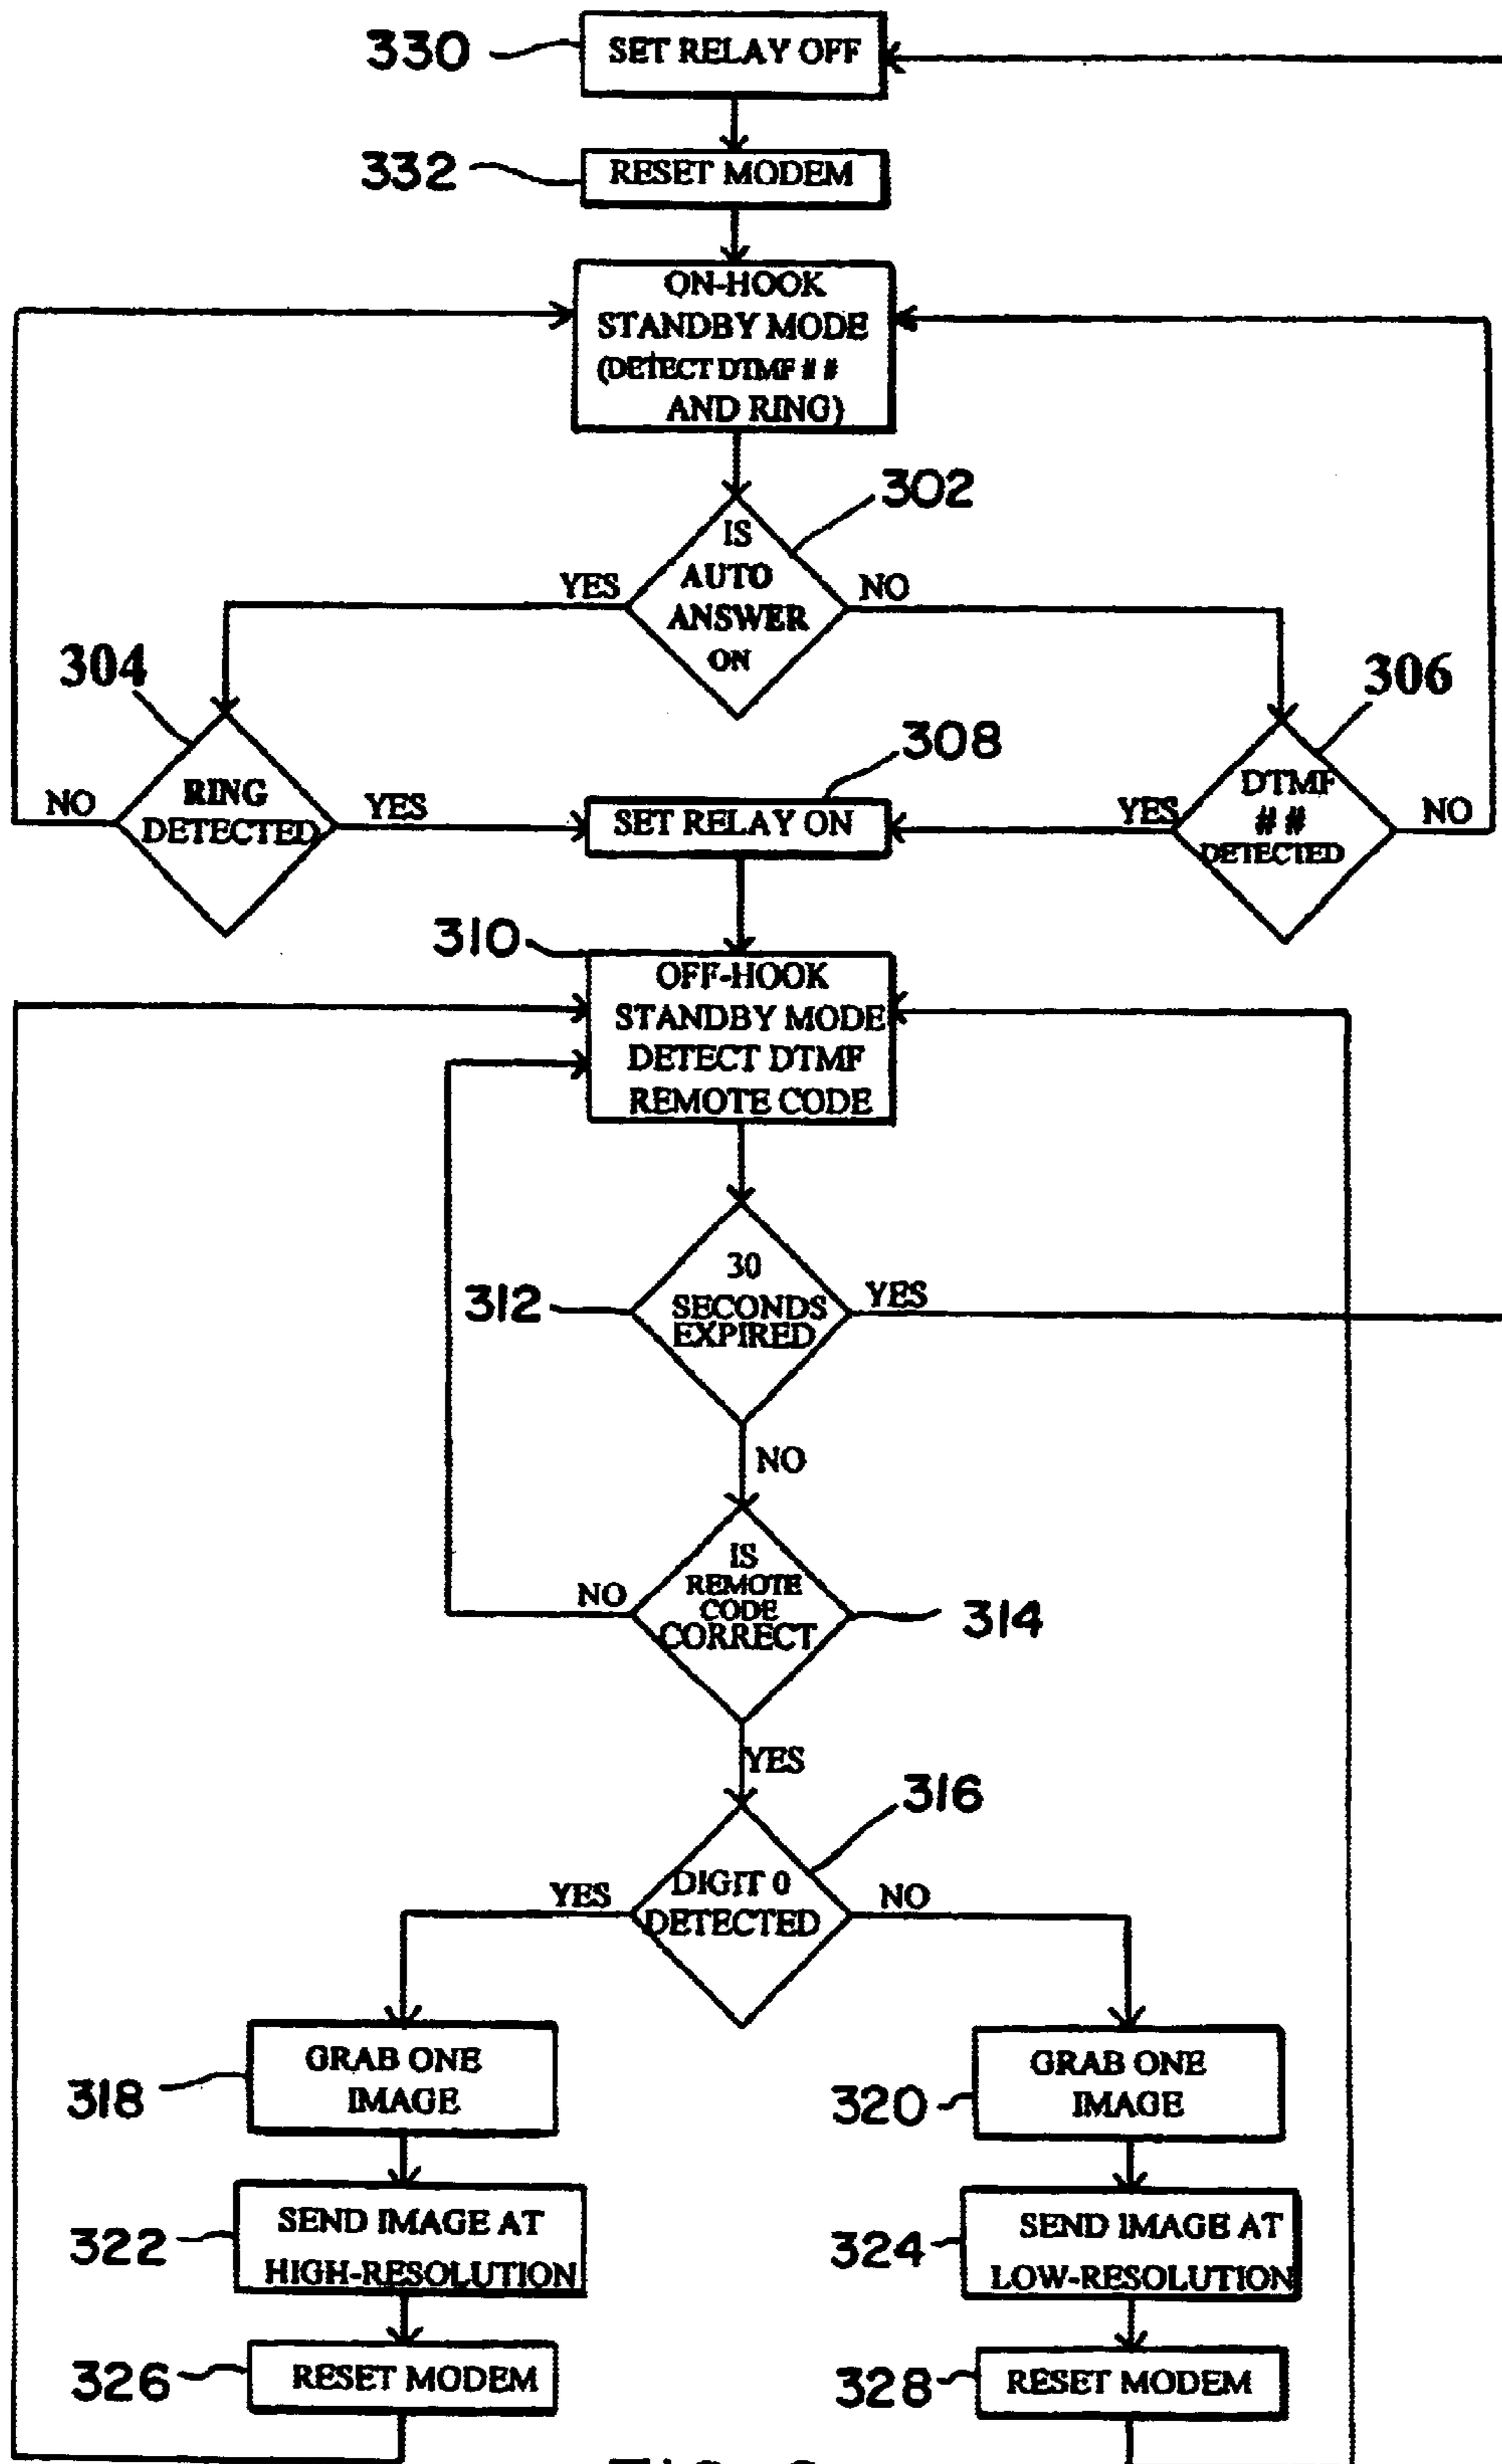 330
SET RELAY OFF
332
RESET MODEM
ON-HOOK
STANDBY MODE
(DETECT DTMF # #
AND RING)
302
IS
AUTO
ANSWER
ON
YES
NO
304
306
RING
DETECTED
NO
YES
308
SET RELAY ON
DTMF
# #
DETECTED
YES
NO
310
OFF-HOOK
STANDBY MODE
DETECT DTMF
REMOTE CODE
312
30
SECONDS
EXPIRED
YES
NO
IS
REMOTE
CODE
CORRECT
NO
314
YES
316
DIGIT 0
DETECTED
YES
NO
318
GRAB ONE
IMAGE
320
GRAB ONE
IMAGE
322
SEND IMAGE AT
HIGH-RESOLUTION
324
SEND IMAGE AT
LOW-RESOLUTION
326
RESET MODEM
328
RESET MODEM